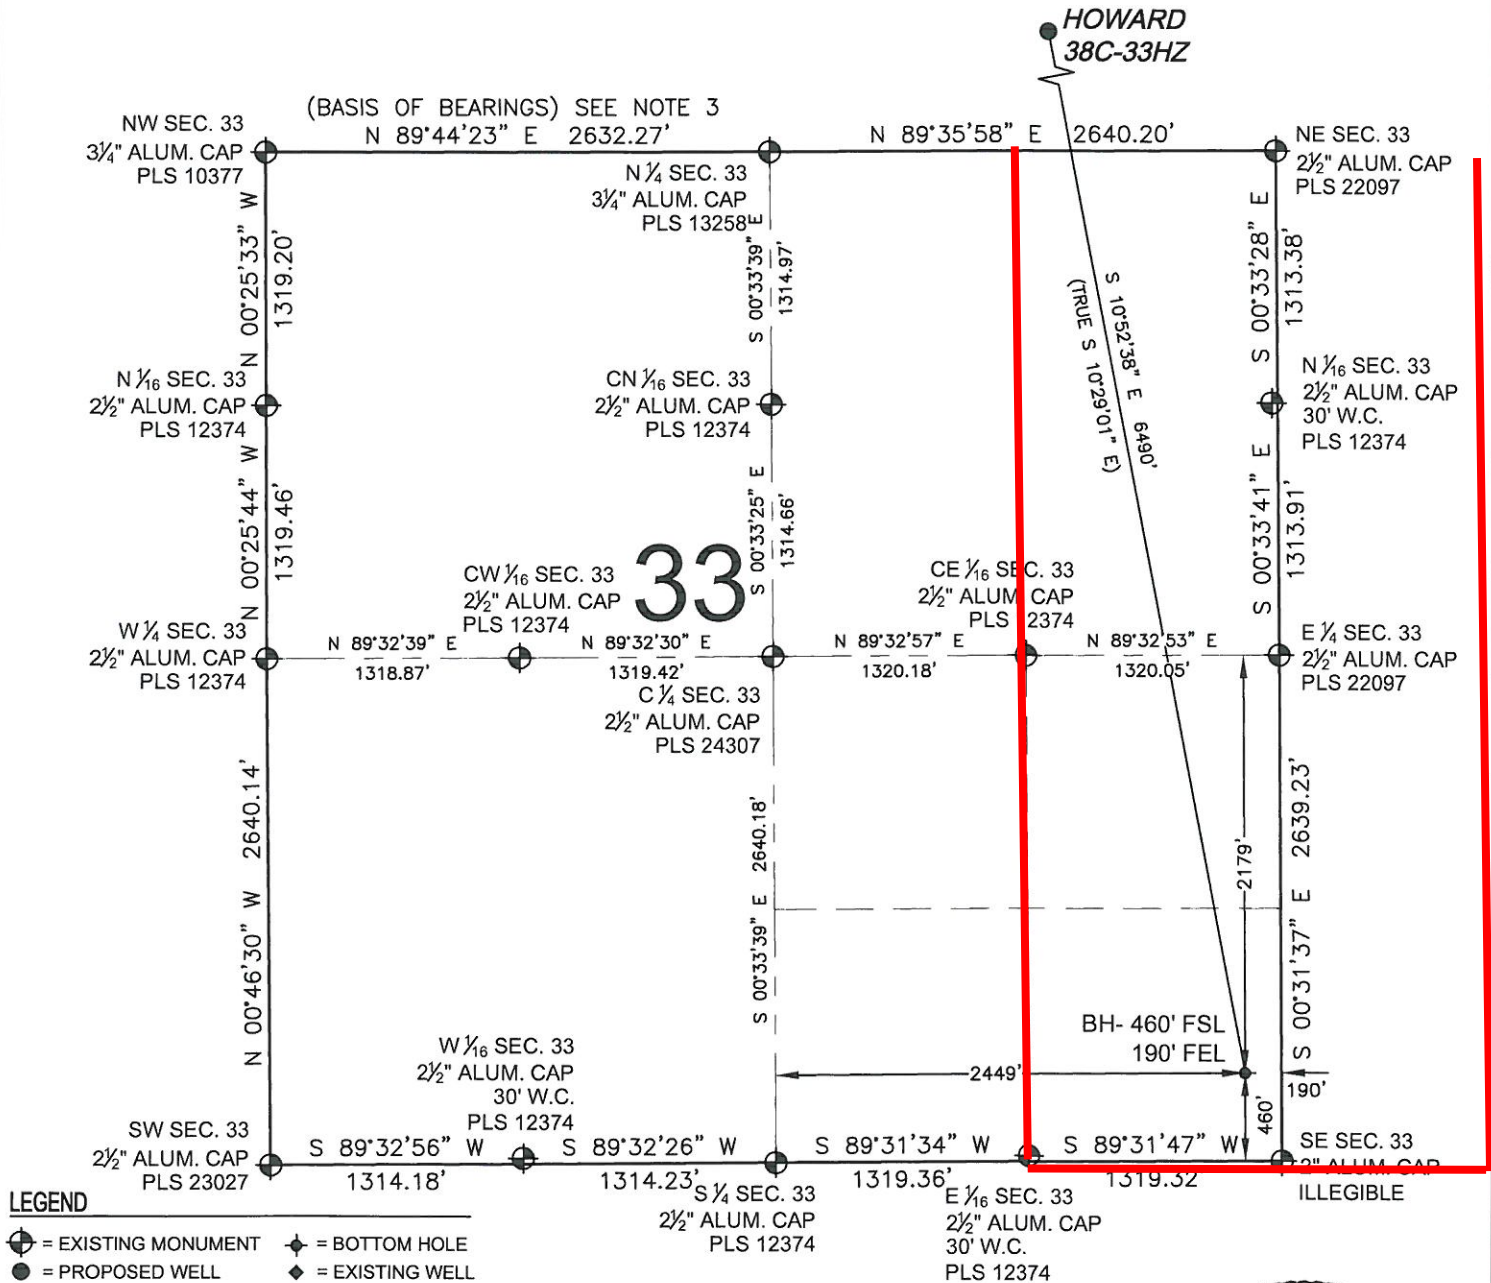 HOWARD
38C-33HZ
(BASIS OF BEARINGS) SEE NOTE 3
N 89°44'23" E 2632.27'
N 89°35'58" E 2640.20'
NW SEC. 33
3¼" ALUM. CAP
PLS 10377
N ¼ SEC. 33
3¼" ALUM. CAP
PLS 13258
NE SEC. 33
2½" ALUM. CAP
PLS 22097
N 00°25'33" W
1319.20'
S 00°33'39" E
1314.97'
S 00°33'28" E
1313.38'
S 10°52'38" E 6490'
(TRUE S 10°29'01" E)
N 1/16 SEC. 33
2½" ALUM. CAP
PLS 12374
CN 1/16 SEC. 33
2½" ALUM. CAP
PLS 12374
N 1/16 SEC. 33
2½" ALUM. CAP
30' W.C.
PLS 12374
N 00°25'44" W
1319.46'
S 00°33'25" E
1314.66'
S 00°33'41" E
1313.91'
33
CW 1/16 SEC. 33
2½" ALUM. CAP
PLS 12374
CE 1/16 SEC. 33
2½" ALUM. CAP
PLS 2374
W ¼ SEC. 33
2½" ALUM. CAP
PLS 12374
N 89°32'39" E
1318.87'
N 89°32'30" E
1319.42'
N 89°32'57" E
1320.18'
N 89°32'53" E
1320.05'
E ¼ SEC. 33
2½" ALUM. CAP
PLS 22097
C ¼ SEC. 33
2½" ALUM. CAP
PLS 24307
N 00°46'30" W 2640.14'
S 00°33'39" E 2640.18'
2179'
S 00°31'37" E 2639.23'
BH- 460' FSL
190' FEL
2449'
190'
460'
W 1/16 SEC. 33
2½" ALUM. CAP
30' W.C.
PLS 12374
SW SEC. 33
2½" ALUM. CAP
PLS 23027
S 89°32'56" W
1314.18'
S 89°32'26" W
1314.23'
S 89°31'34" W
1319.36'
S 89°31'47" W
1319.32
SE SEC. 33
2" ALUM. CAP
ILLEGIBLE
S ¼ SEC. 33
2½" ALUM. CAP
PLS 12374
E 1/16 SEC. 33
2½" ALUM. CAP
30' W.C.
PLS 12374
LEGEND
= EXISTING MONUMENT
= BOTTOM HOLE
= PROPOSED WELL
= EXISTING WELL